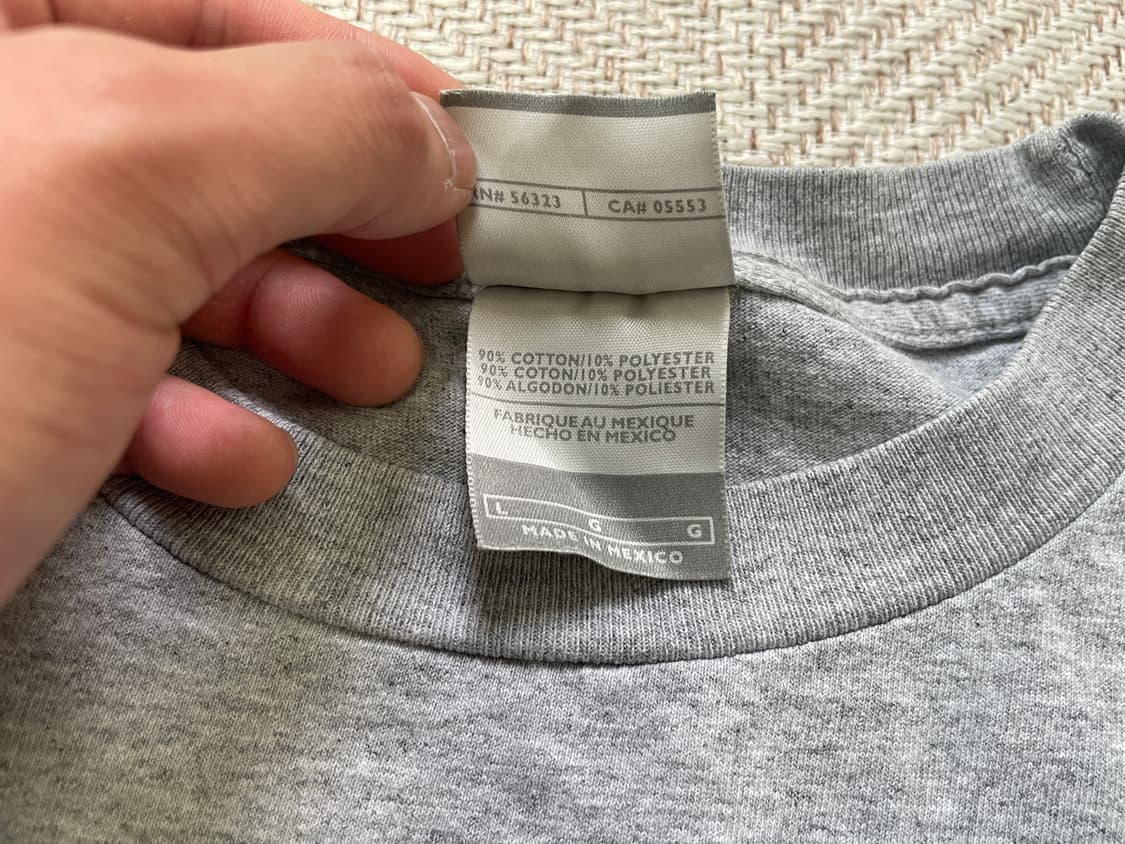 RN# 56323 CA# 05553
90% COTTON/10% POLYESTER
90% COTON/10% POLYESTER
90% ALGODON/10% POLIESTER
FABRIQUE AU MEXIQUE
HECHO EN MEXICO
L G G
MADE IN MEXICO